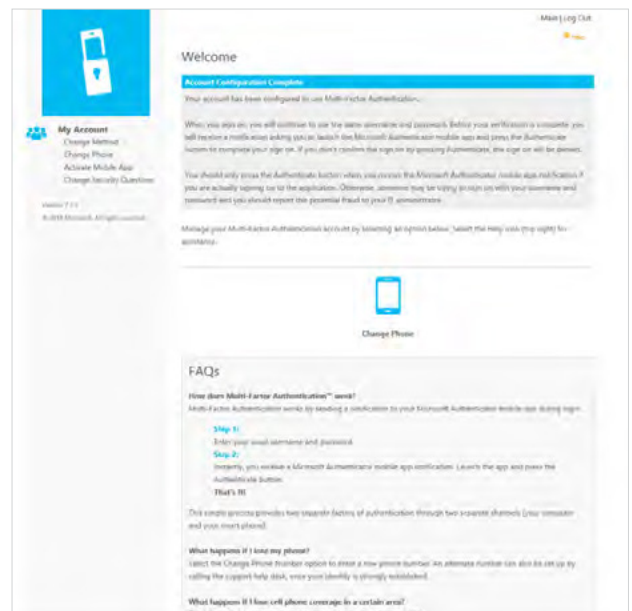 Main | Log Out
Help
Welcome
Account Configuration Complete
Your account has been configured to use Multi-Factor Authentication.
When you sign on, you will continue to use the same username and password. Before your verification is complete, you
will receive a notification asking you to launch the Microsoft Authenticator mobile app and press the Authenticate
button to complete your sign on. If you don't confirm the sign on by pressing Authenticate, the sign on will be denied.
You should only press the Authenticate button when you receive the Microsoft Authenticator mobile app notification if
you are actually signing on to the application. Otherwise, someone may be trying to sign on with your username and
password and you should report this potential fraud to your IT administrator.
Manage your Multi-Factor Authentication account by selecting an option below. Select the Help icon (top right) for
assistance.
My Account
Change Method
Change Phone
Activate Mobile App
Change Security Questions
Microsoft. All rights reserved.
Change Phone
FAQs
How does Multi-Factor Authentication™ work?
Multi-Factor Authentication works by sending a notification to your Microsoft Authenticator mobile app during login.
Step 1:
Enter your usual username and password.
Step 2:
Instantly, you receive a Microsoft Authenticator mobile app notification. Launch the app and press the
Authenticate button.
That's it!
This simple process provides two separate factors of authentication through two separate channels (your computer
and your smart phone).
What happens if I lose my phone?
Select the Change Phone Number option to enter a new phone number. An alternate number can also be set up by
calling the support help desk, once your identity is strongly established.
What happens if I lose cell phone coverage in a certain area?